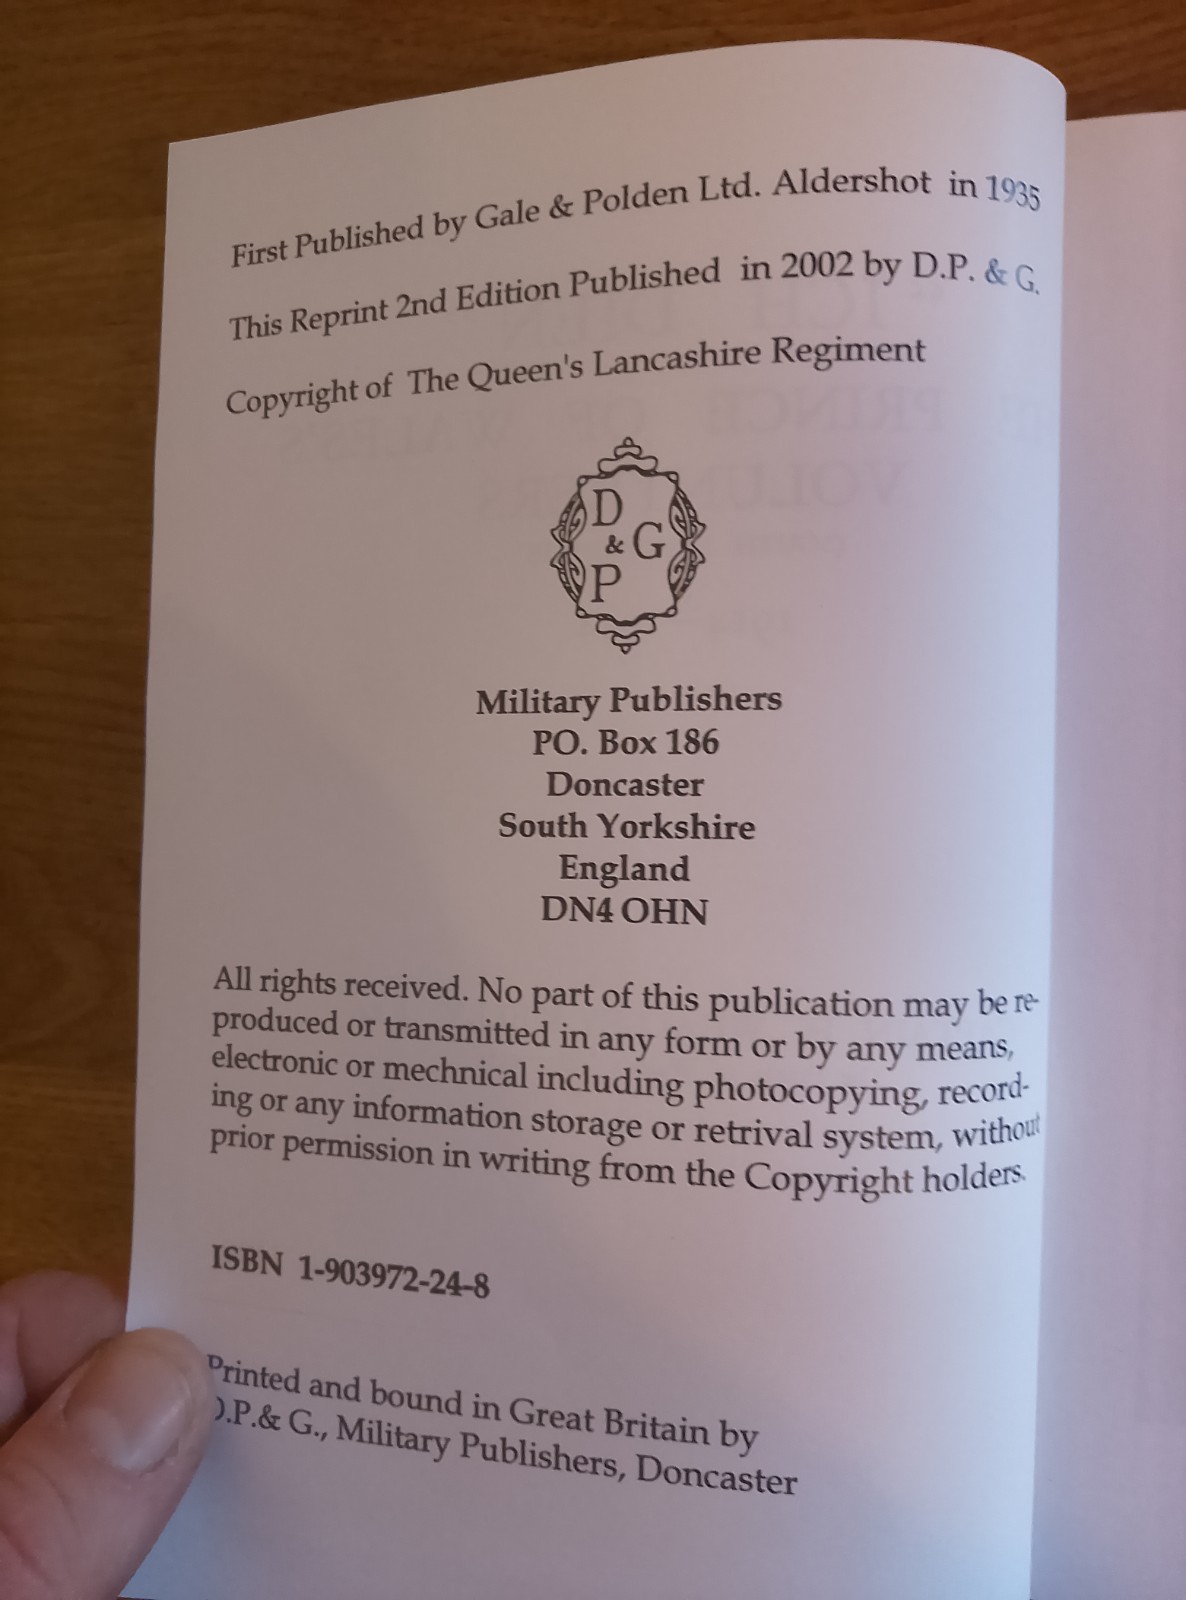 First Published by Gale & Polden Ltd. Aldershot in 1935
This Reprint 2nd Edition Published in 2002 by D.P. & G.
Copyright of The Queen's Lancashire Regiment
D
& G
P
Military Publishers
PO. Box 186
Doncaster
South Yorkshire
England
DN4 OHN
All rights received. No part of this publication may be re-
produced or transmitted in any form or by any means,
electronic or mechnical including photocopying, record-
ing or any information storage or retrival system, without
prior permission in writing from the Copyright holders.
ISBN 1-903972-24-8
Printed and bound in Great Britain by
D.P.& G., Military Publishers, Doncaster